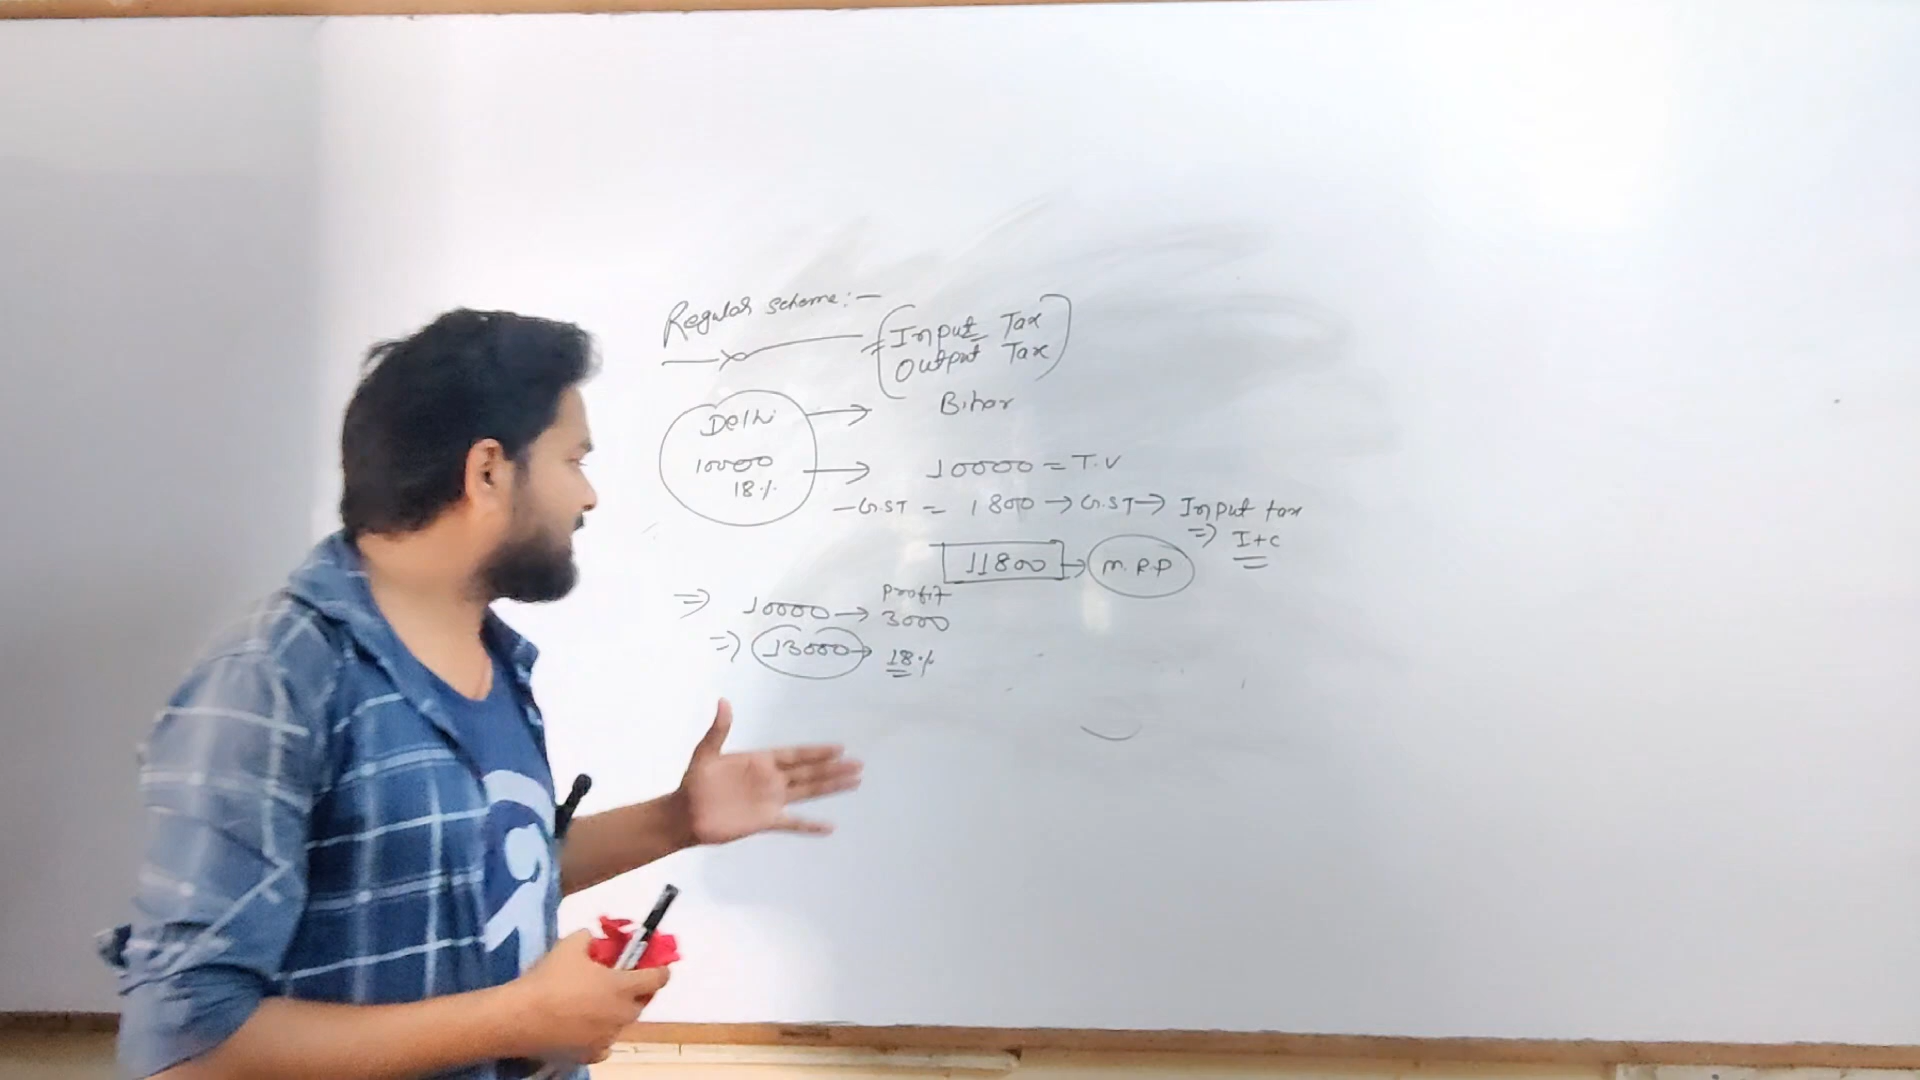 Regular scheme:-
Input Tax
Output Tax
Delhi → Bihar
10000 → 10000 = T.V
18%
- G.ST = 1800 → G.ST → Input tax
⇒ I+c
11800 → M.R.P
Profit
⇒ 10000 → 3000
⇒ 13000 → 18%